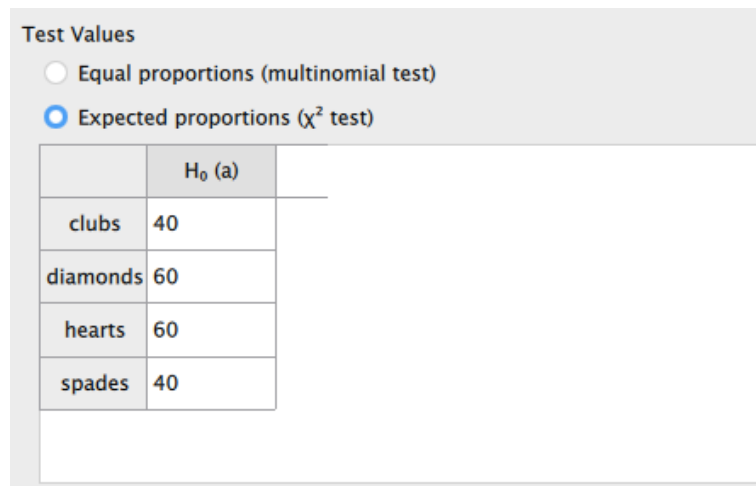 Test Values
Equal proportions (multinomial test)
Expected proportions (χ² test)
H₀ (a)
clubs 40
diamonds 60
hearts 60
spades 40